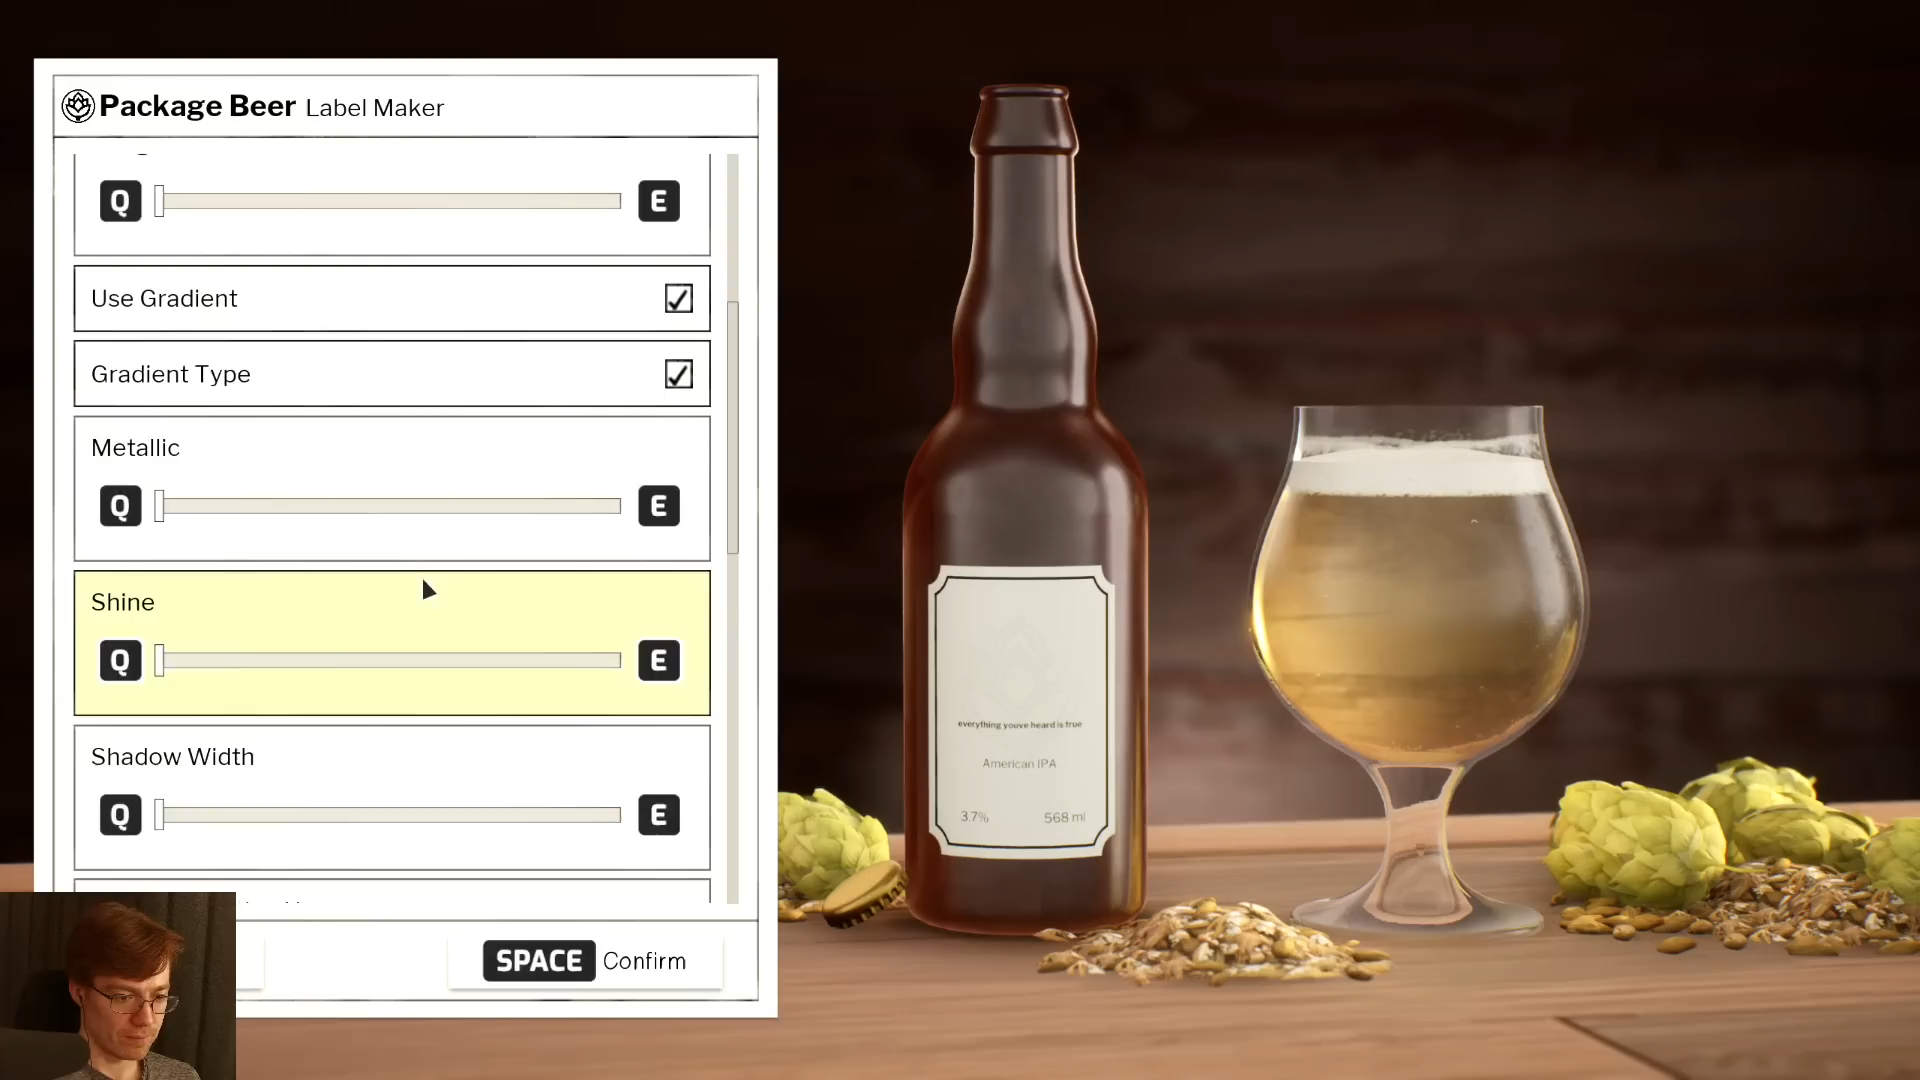 Package Beer Label Maker
Q E
Use Gradient
Gradient Type
Metallic
Q E
Shine
Q E
Shadow Width
Q E
SPACE Confirm
everything youve heard is true
American IPA
3.7% 568 ml